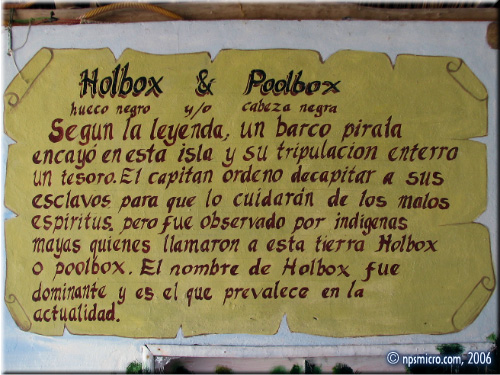 Holbox & Poolbox
hueco negro y/o cabeza negra
Segun la leyenda, un barco pirata
encayó en esta isla y su tripulacion enterro
un tesoro. El capitan ordeno decapitar a sus
esclavos para que lo cuidarán de los malos
espiritus, pero fue observado por indigenas
mayas quienes llamaron a esta tierra Holbox
o poolbox. El nombre de Holbox fue
dominante y es el que prevalece en la
actualidad.
© npsmicro.com, 2006